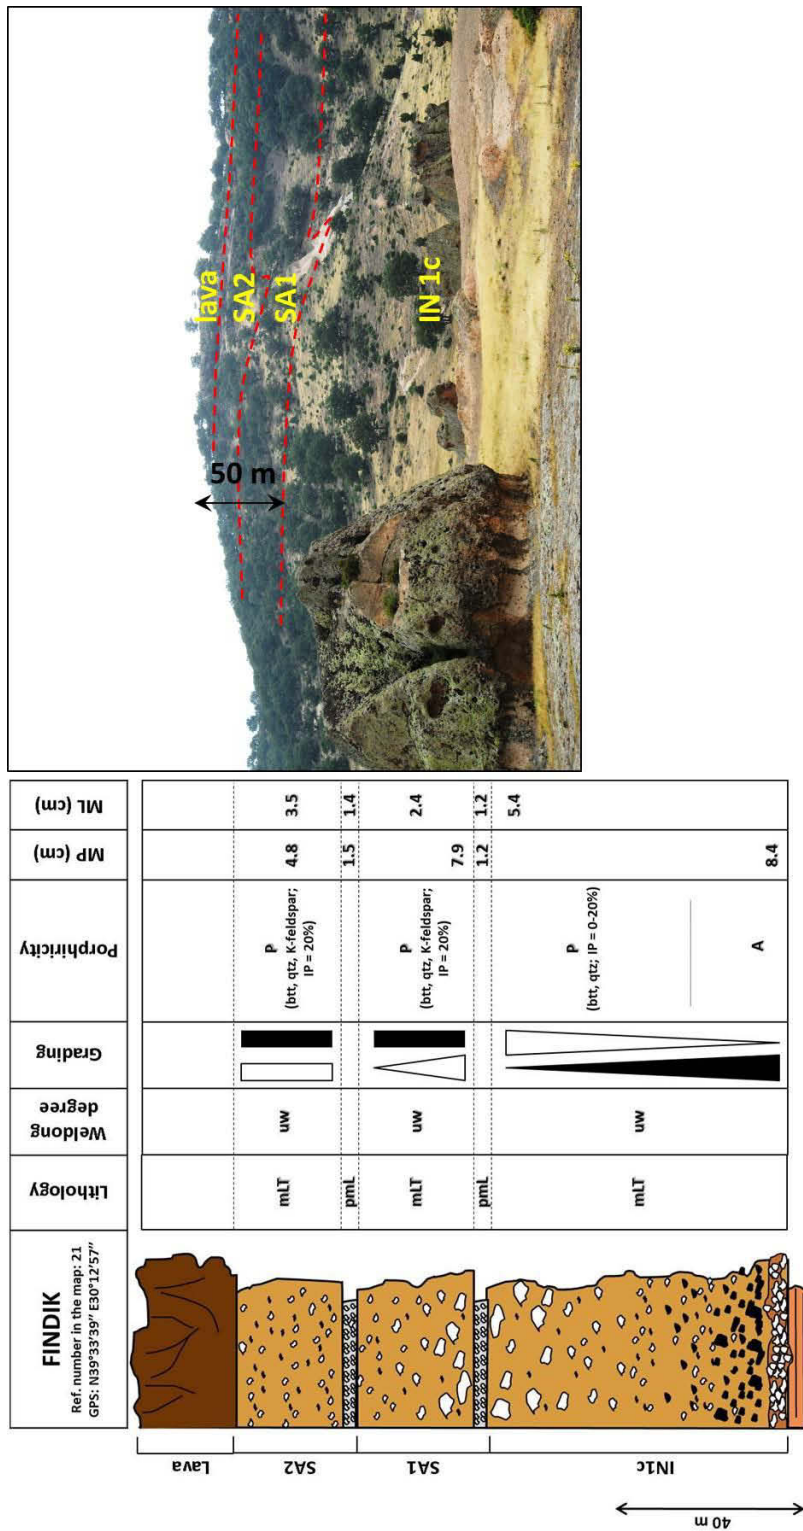 FINDIK
Ref. number in the map: 21
GPS: N39°33′39″ E30°12′57″
Lithology
Weldong
degree
Grading
Porphiricity
MP (cm)
ML (cm)
Lava
SA2
mLT
uw
P
(btt, qtz, K-feldspar;
IP = 20%)
4.8
3.5
pmL
1.5
1.4
SA1
mLT
uw
P
(btt, qtz, K-feldspar;
IP = 20%)
7.9
2.4
pmL
1.2
1.2
IN1c
mLT
uw
P
(btt, qtz; IP = 0-20%)
A
8.4
5.4
40 m
50 m
lava
SA2
SA1
IN 1c